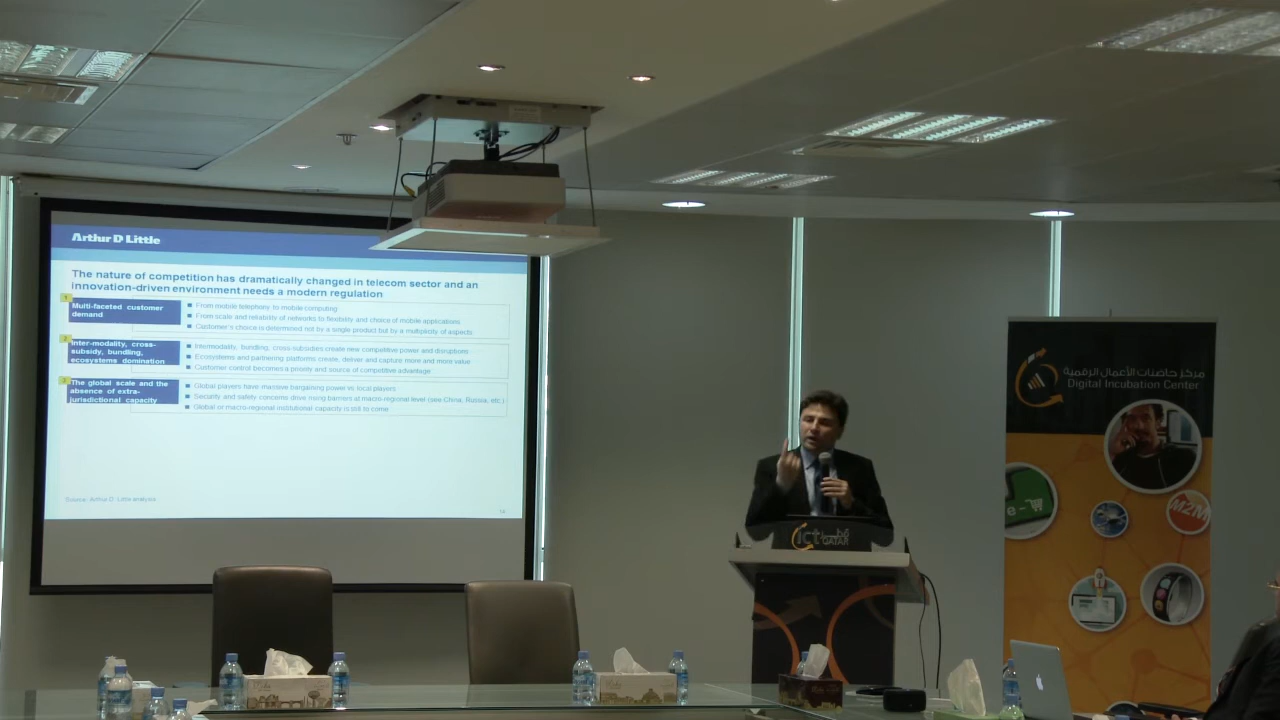 Arthur D Little
The nature of competition has dramatically changed in telecom sector and an
innovation-driven environment needs a modern regulation
1
Multi-faceted customer
demand
From mobile telephony to mobile computing
From scale and reliability of networks to flexibility and choice of mobile applications
Customer's choice is determined not by a single product but by a multiplicity of aspects
2
Inter-modality, cross-
subsidy, bundling,
ecosystems domination
Intermodality, bundling, cross-subsidies create new competitive power and disruptions
Ecosystems and partnering platforms create, deliver and capture more and more value
Customer control becomes a priority and source of competitive advantage
3
The global scale and the
absence of extra-
jurisdictional capacity
Global players have massive bargaining power vs local players
Security and safety concerns drive rising barriers at macro-regional level (see China, Russia, etc.)
Global or macro-regional institutional capacity is still to come
Source: Arthur D. Little analysis
14
ict
QATAR
مركز حاضنات الأعمال الرقمية
Digital Incubation Center
e-
M2M